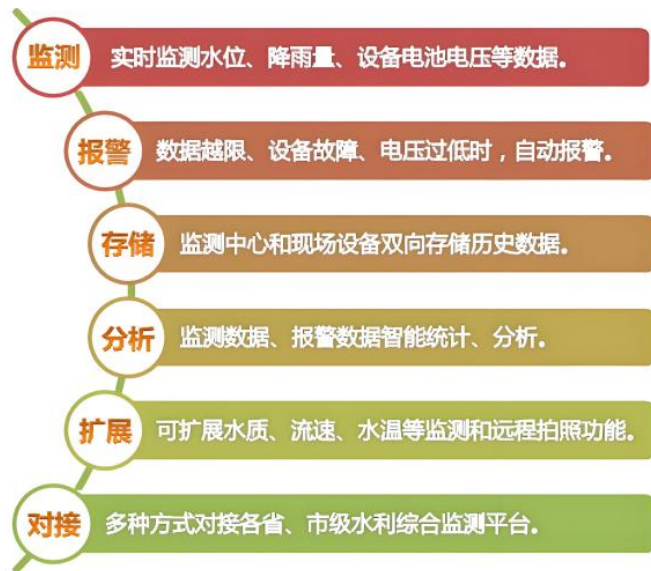 监测
实时监测水位、降雨量、设备电池电压等数据。
报警
数据越限、设备故障、电压过低时，自动报警。
存储
监测中心和现场设备双向存储历史数据。
分析
监测数据、报警数据智能统计、分析。
扩展
可扩展水质、流速、水温等监测和远程拍照功能。
对接
多种方式对接各省、市级水利综合监测平台。